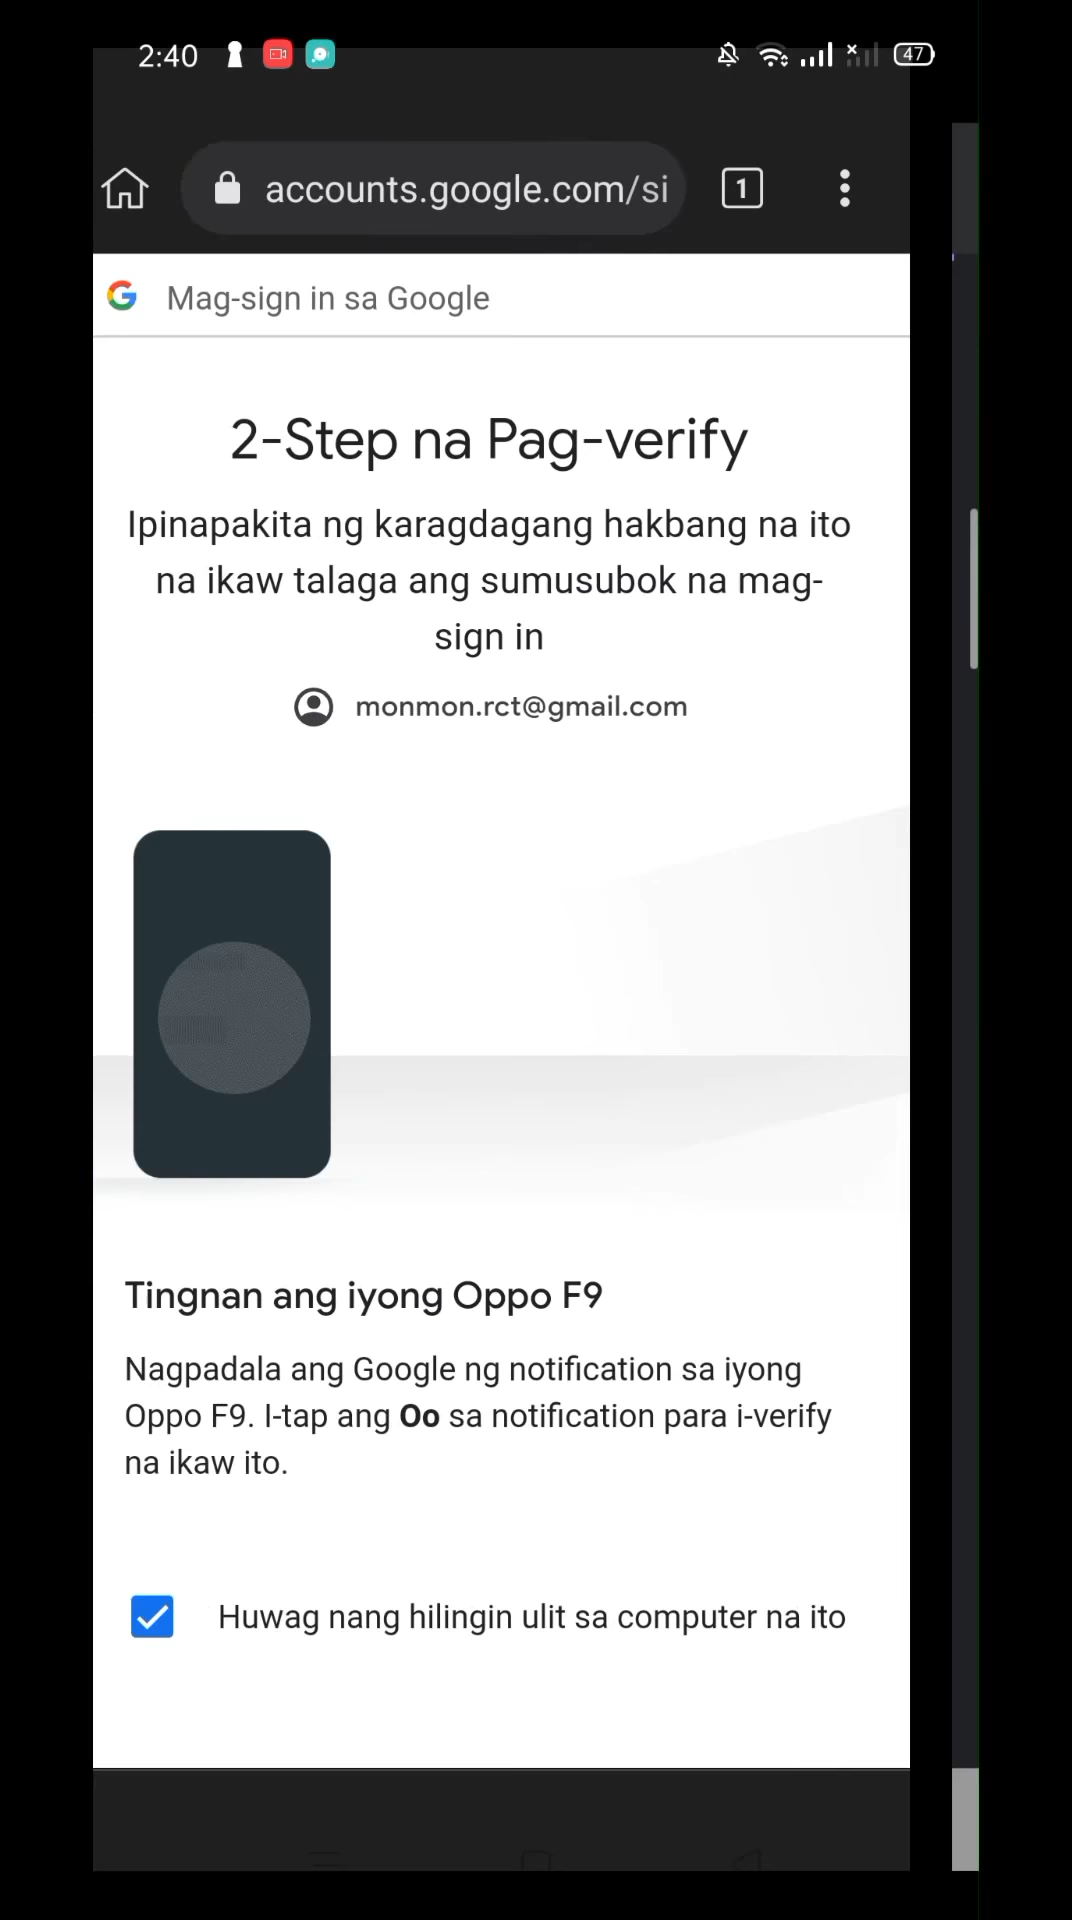 2:40
47
accounts.google.com/si
1
Mag-sign in sa Google
2-Step na Pag-verify
Ipinapakita ng karagdagang hakbang na ito
na ikaw talaga ang sumusubok na mag-
sign in
monmon.rct@gmail.com
Tingnan ang iyong Oppo F9
Nagpadala ang Google ng notification sa iyong
Oppo F9. I-tap ang Oo sa notification para i-verify
na ikaw ito.
Huwag nang hilingin ulit sa computer na ito